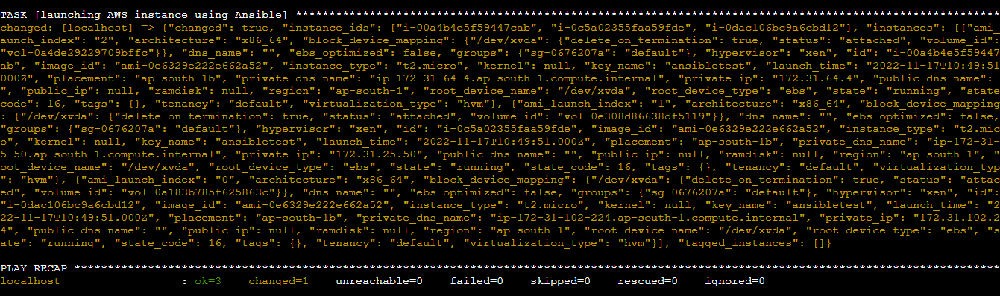 TASK [launching AWS instance using Ansible] ****************************************************************************************************
changed: [localhost] => {"changed": true, "instance_ids": ["i-00a4b4e5f59447cab", "i-0c5a02355faa59fde", "i-0dac106bc9a6cbd12"], "instances": [{"ami_
aunch_index": "2", "architecture": "x86_64", "block_device_mapping": {"/dev/xvda": {"delete_on_termination": true, "status": "attached", "volume_id":
"vol-0a4de29229709bffc"}}, "dns_name": "", "ebs_optimized": false, "groups": {"sg-0676207a": "default"}, "hypervisor": "xen", "id": "i-00a4b4e5f59447
ab", "image_id": "ami-0e6329e222e662a52", "instance_type": "t2.micro", "kernel": null, "key_name": "ansibletest", "launch_time": "2022-11-17T10:49:51
000Z", "placement": "ap-south-1b", "private_dns_name": "ip-172-31-64-4.ap-south-1.compute.internal", "private_ip": "172.31.64.4", "public_dns_name":
", "public_ip": null, "ramdisk": null, "region": "ap-south-1", "root_device_name": "/dev/xvda", "root_device_type": "ebs", "state": "running", "state
code": 16, "tags": {}, "tenancy": "default", "virtualization_type": "hvm"}, {"ami_launch_index": "1", "architecture": "x86_64", "block_device_mapping
: {"/dev/xvda": {"delete_on_termination": true, "status": "attached", "volume_id": "vol-0e308d86638df5119"}}, "dns_name": "", "ebs_optimized": false,
"groups": {"sg-0676207a": "default"}, "hypervisor": "xen", "id": "i-0c5a02355faa59fde", "image_id": "ami-0e6329e222e662a52", "instance_type": "t2.mic
o", "kernel": null, "key_name": "ansibletest", "launch_time": "2022-11-17T10:49:51.000Z", "placement": "ap-south-1b", "private_dns_name": "ip-172-31-
5-50.ap-south-1.compute.internal", "private_ip": "172.31.25.50", "public_dns_name": "", "public_ip": null, "ramdisk": null, "region": "ap-south-1", "
oot_device_name": "/dev/xvda", "root_device_type": "ebs", "state": "running", "state_code": 16, "tags": {}, "tenancy": "default", "virtualization_typ
": "hvm"}, {"ami_launch_index": "0", "architecture": "x86_64", "block_device_mapping": {"/dev/xvda": {"delete_on_termination": true, "status": "attac
ed", "volume_id": "vol-0a183b785f625863c"}}, "dns_name": "", "ebs_optimized": false, "groups": {"sg-0676207a": "default"}, "hypervisor": "xen", "id":
"i-0dac106bc9a6cbd12", "image_id": "ami-0e6329e222e662a52", "instance_type": "t2.micro", "kernel": null, "key_name": "ansibletest", "launch_time": "2
22-11-17T10:49:51.000Z", "placement": "ap-south-1b", "private_dns_name": "ip-172-31-102-224.ap-south-1.compute.internal", "private_ip": "172.31.102.2
4", "public_dns_name": "", "public_ip": null, "ramdisk": null, "region": "ap-south-1", "root_device_name": "/dev/xvda", "root_device_type": "ebs", "s
ate": "running", "state_code": 16, "tags": {}, "tenancy": "default", "virtualization_type": "hvm"}], "tagged_instances": []}
PLAY RECAP *****************************************************************************************************************************************
localhost : ok=3 changed=1 unreachable=0 failed=0 skipped=0 rescued=0 ignored=0